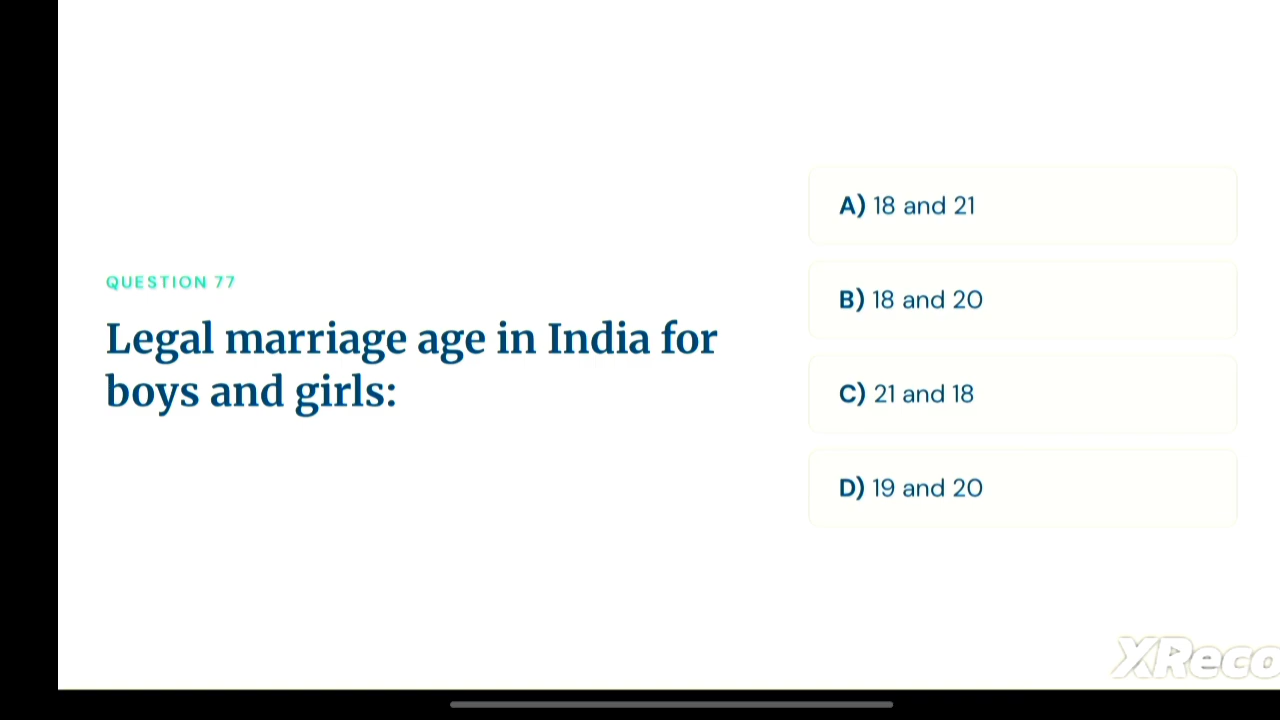 QUESTION 77
Legal marriage age in India for
boys and girls:
A) 18 and 21
B) 18 and 20
C) 21 and 18
D) 19 and 20
XReco